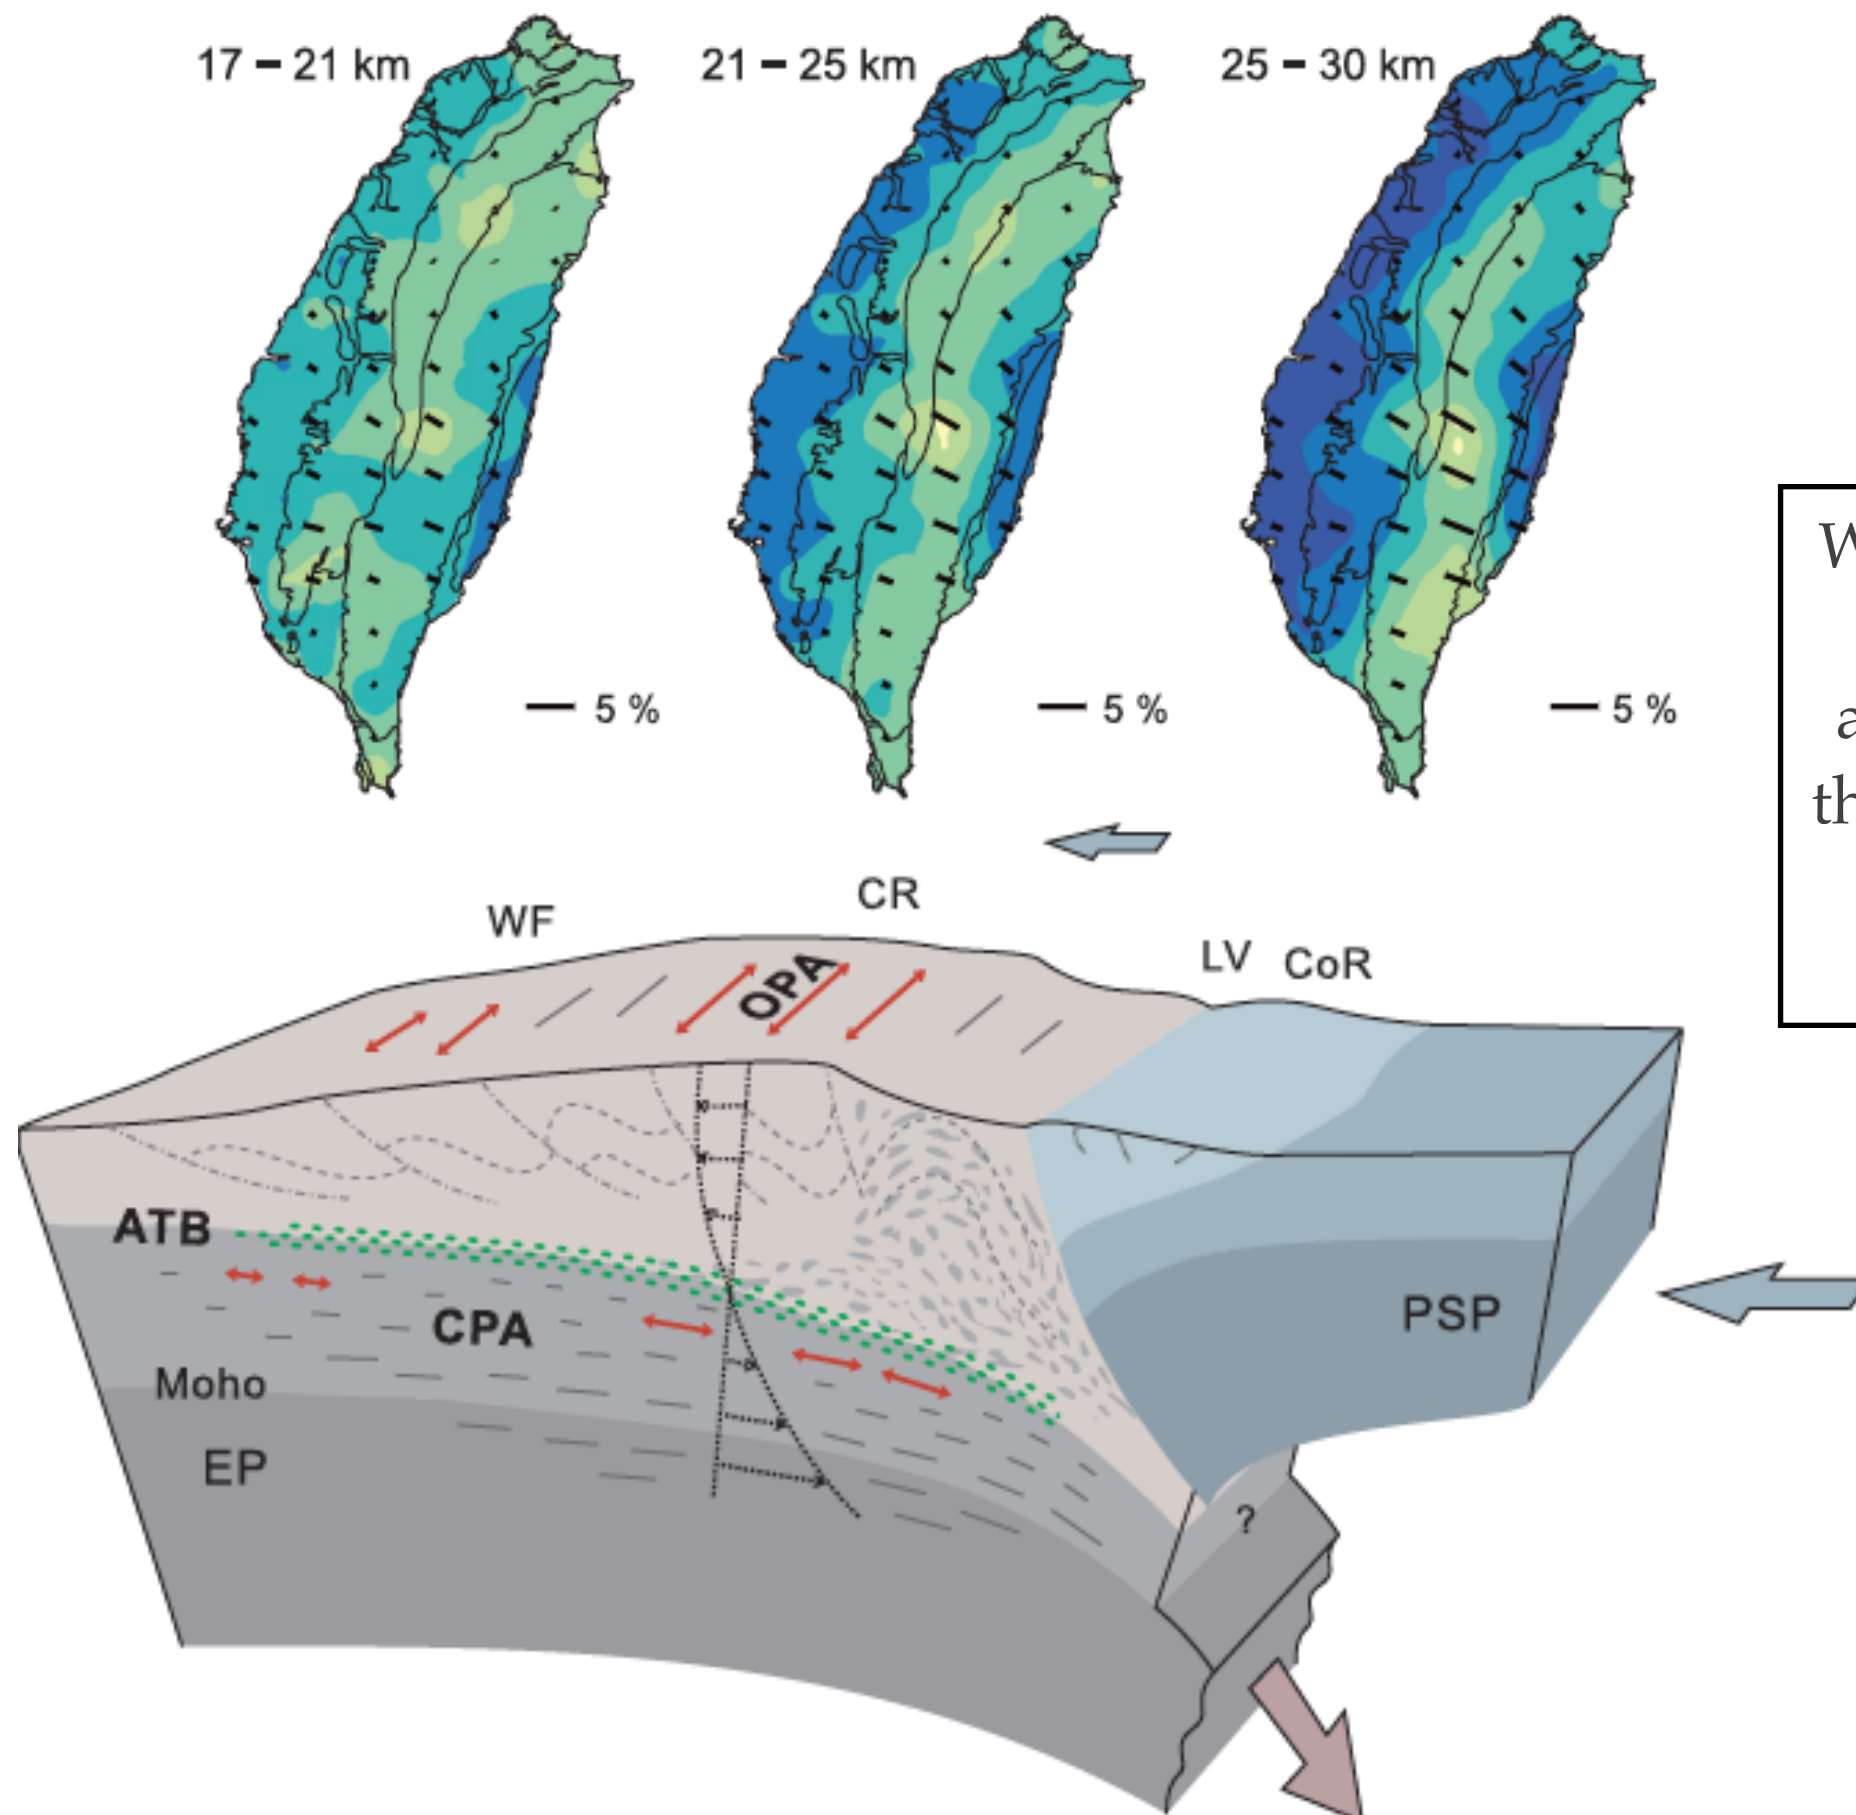 17 – 21 km
21 – 25 km
25 – 30 km
5 %
5 %
5 %
CR
WF
LV
CoR
OPA
ATB
CPA
PSP
Moho
EP
?